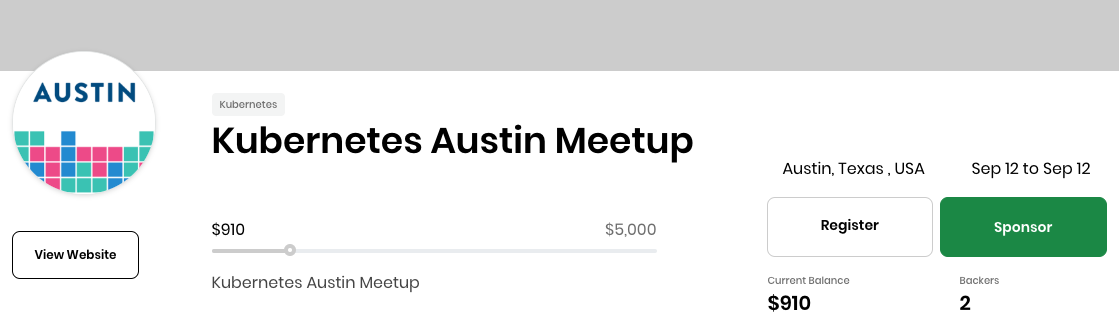 AUSTIN
Kubernetes
Kubernetes Austin Meetup
Austin, Texas , USA
Sep 12 to Sep 12
View Website
$910
$5,000
Kubernetes Austin Meetup
Register
Sponsor
Current Balance
$910
Backers
2